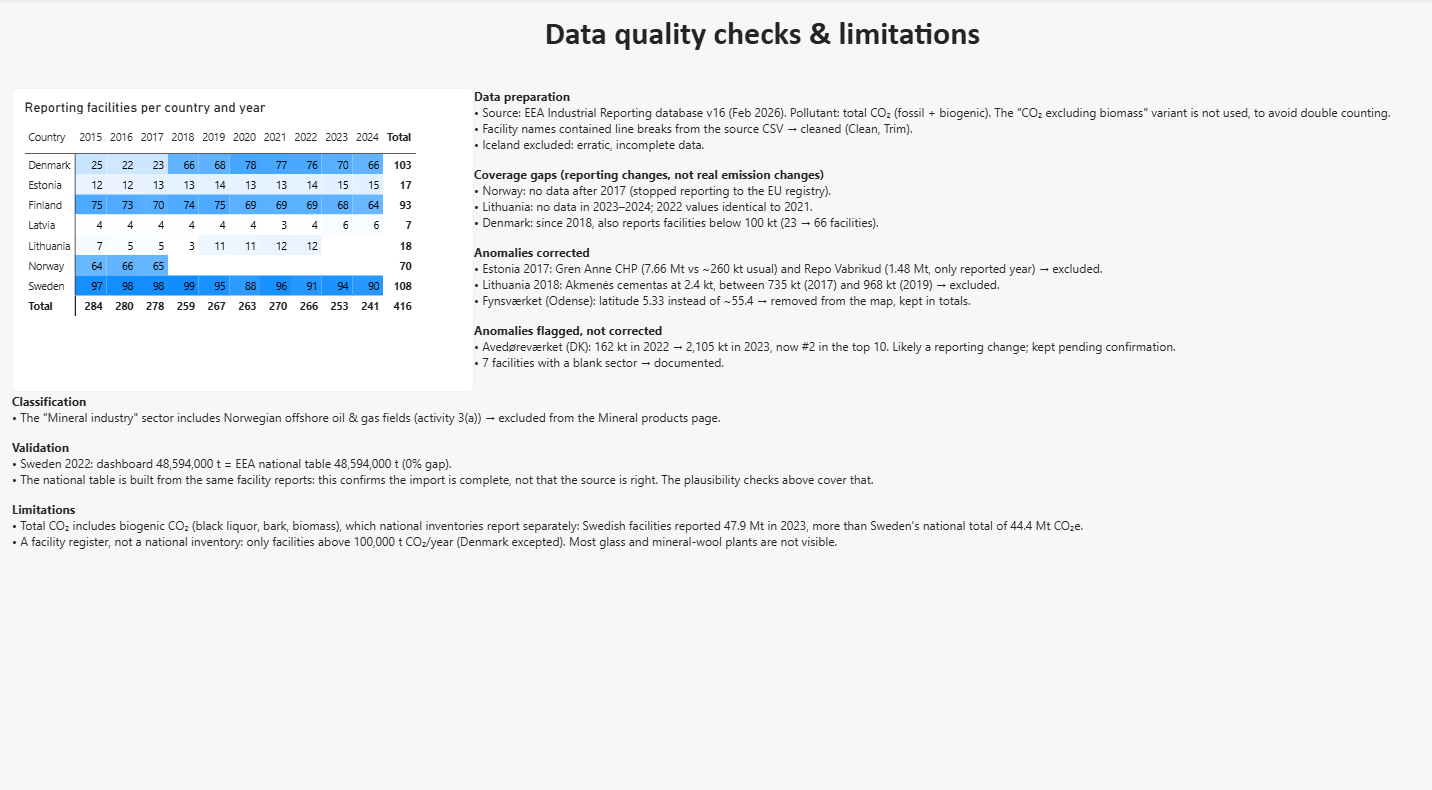 Data quality checks & limitations
Reporting facilities per country and year
Country 2015 2016 2017 2018 2019 2020 2021 2022 2023 2024 Total
Denmark 25 22 23 66 68 78 77 76 70 66 103
Estonia 12 12 13 13 14 13 13 14 15 15 17
Finland 75 73 70 74 75 69 69 69 68 64 93
Latvia 4 4 4 4 4 4 3 4 6 6 7
Lithuania 7 5 5 3 11 11 12 12 18
Norway 64 66 65 70
Sweden 97 98 98 99 95 88 96 91 94 90 108
Total 284 280 278 259 267 263 270 266 253 241 416
Data preparation
• Source: EEA Industrial Reporting database v16 (Feb 2026). Pollutant: total CO₂ (fossil + biogenic). The "CO₂ excluding biomass" variant is not used, to avoid double counting.
• Facility names contained line breaks from the source CSV → cleaned (Clean, Trim).
• Iceland excluded: erratic, incomplete data.
Coverage gaps (reporting changes, not real emission changes)
• Norway: no data after 2017 (stopped reporting to the EU registry).
• Lithuania: no data in 2023–2024; 2022 values identical to 2021.
• Denmark: since 2018, also reports facilities below 100 kt (23 → 66 facilities).
Anomalies corrected
• Estonia 2017: Gren Anne CHP (7.66 Mt vs ~260 kt usual) and Repo Vabrikud (1.48 Mt, only reported year) → excluded.
• Lithuania 2018: Akmenės cementas at 2.4 kt, between 735 kt (2017) and 968 kt (2019) → excluded.
• Fynsværket (Odense): latitude 5.33 instead of ~55.4 → removed from the map, kept in totals.
Anomalies flagged, not corrected
• Avedøreværket (DK): 162 kt in 2022 → 2,105 kt in 2023, now #2 in the top 10. Likely a reporting change; kept pending confirmation.
• 7 facilities with a blank sector → documented.
Classification
• The "Mineral industry" sector includes Norwegian offshore oil & gas fields (activity 3(a)) → excluded from the Mineral products page.
Validation
• Sweden 2022: dashboard 48,594,000 t = EEA national table 48,594,000 t (0% gap).
• The national table is built from the same facility reports: this confirms the import is complete, not that the source is right. The plausibility checks above cover that.
Limitations
• Total CO₂ includes biogenic CO₂ (black liquor, bark, biomass), which national inventories report separately: Swedish facilities reported 47.9 Mt in 2023, more than Sweden's national total of 44.4 Mt CO₂e.
• A facility register, not a national inventory: only facilities above 100,000 t CO₂/year (Denmark excepted). Most glass and mineral-wool plants are not visible.